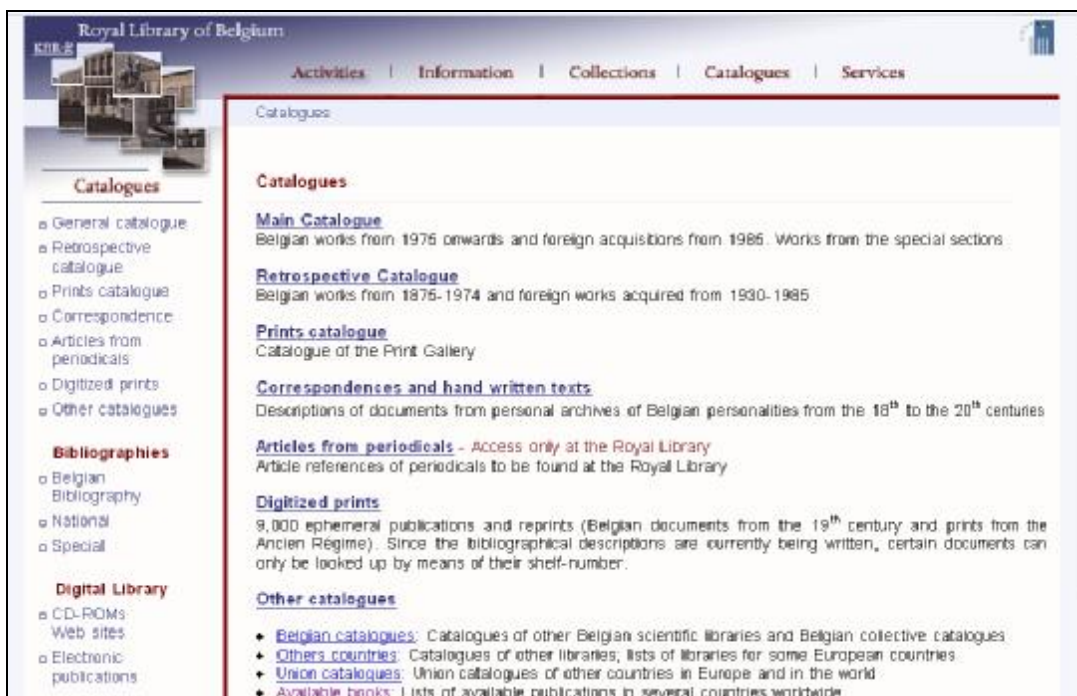 Royal Library of Belgium
KBR-B
Activities | Information | Collections | Catalogues | Services
Catalogues
Catalogues
General catalogue
Retrospective
catalogue
Prints catalogue
Correspondence
Articles from
periodicals
Digitized prints
Other catalogues
Bibliographies
Belgian
Bibliography
National
Special
Digital Library
CD-ROMs
Web sites
Electronic
publications
Catalogues
Main Catalogue
Belgian works from 1975 onwards and foreign acquisitions from 1985. Works from the special sections
Retrospective Catalogue
Belgian works from 1875-1974 and foreign works acquired from 1930-1985
Prints catalogue
Catalogue of the Print Gallery
Correspondences and hand written texts
Descriptions of documents from personal archives of Belgian personalities from the 18th to the 20th centuries
Articles from periodicals - Access only at the Royal Library
Article references of periodicals to be found at the Royal Library
Digitized prints
9,000 ephemeral publications and reprints (Belgian documents from the 19th century and prints from the
Ancien Régime). Since the bibliographical descriptions are currently being written, certain documents can
only be looked up by means of their shelf-number.
Other catalogues
Belgian catalogues: Catalogues of other Belgian scientific libraries and Belgian collective catalogues
Others countries: Catalogues of other libraries; lists of libraries for some European countries
Union catalogues: Union catalogues of other countries in Europe and in the world
Available books: Lists of available publications in several countries worldwide